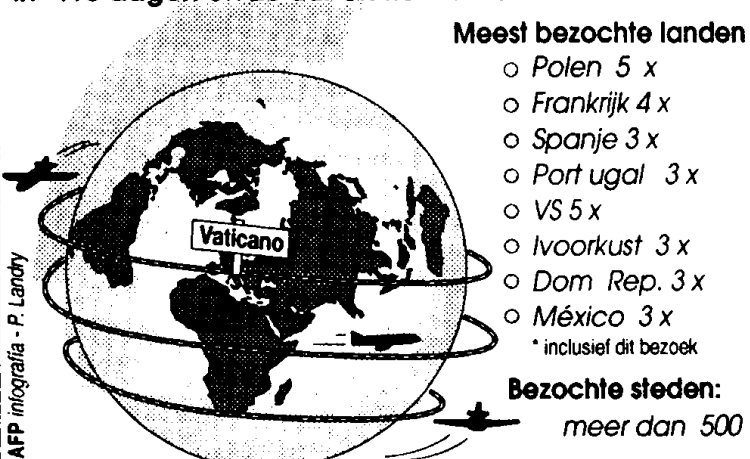 Meest bezochte landen
○ Polen 5 x
○ Frankrijk 4 x
○ Spanje 3 x
○ Port ugal 3 x
○ VS 5 x
○ Ivoorkust 3 x
○ Dom Rep. 3 x
○ México 3 x
* inclusief dit bezoek
Bezochte steden:
meer dan 500
Vaticano
AFP infografia - P. Landry